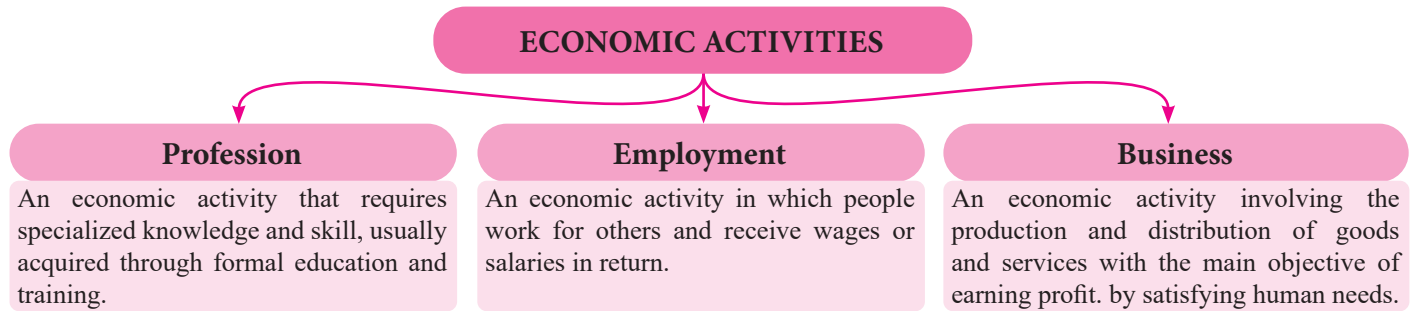 ECONOMIC ACTIVITIES
Profession
An economic activity that requires
specialized knowledge and skill, usually
acquired through formal education and
training.
Employment
An economic activity in which people
work for others and receive wages or
salaries in return.
Business
An economic activity involving the
production and distribution of goods
and services with the main objective of
earning profit. by satisfying human needs.